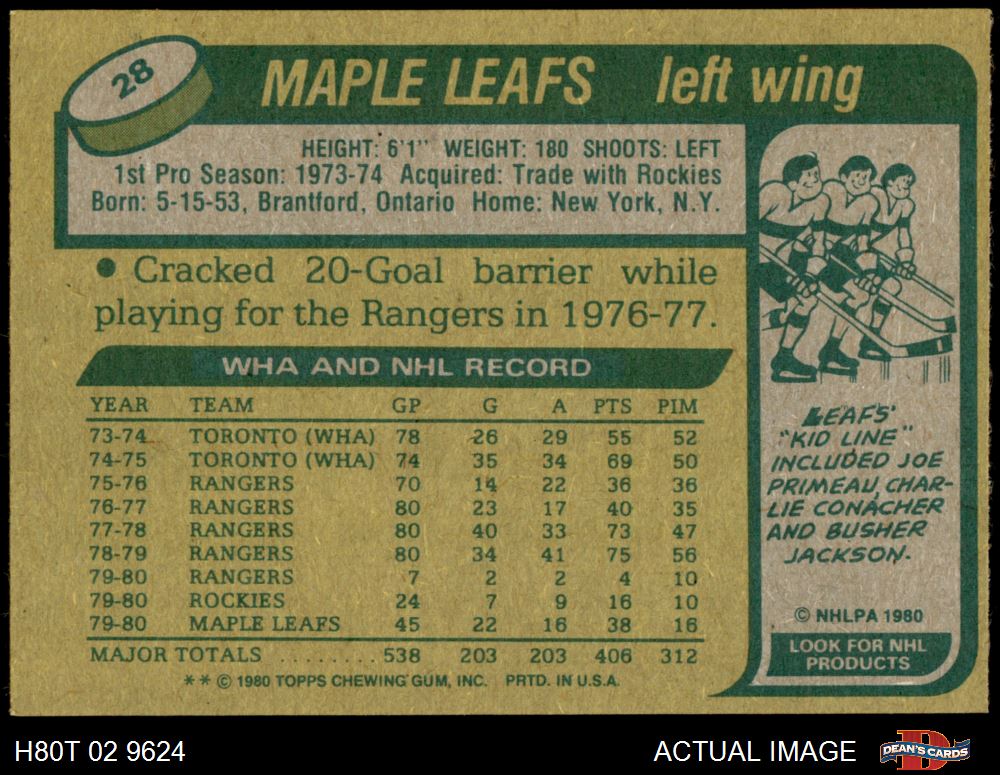 28
MAPLE LEAFS left wing
HEIGHT: 6'1" WEIGHT: 180 SHOOTS: LEFT
1st Pro Season: 1973-74 Acquired: Trade with Rockies
Born: 5-15-53, Brantford, Ontario Home: New York, N.Y.
• Cracked 20-Goal barrier while
playing for the Rangers in 1976-77.
WHA AND NHL RECORD
YEAR TEAM GP G A PTS PIM
73-74 TORONTO (WHA) 78 26 29 55 52
74-75 TORONTO (WHA) 74 35 34 69 50
75-76 RANGERS 70 14 22 36 36
76-77 RANGERS 80 23 17 40 35
77-78 RANGERS 80 40 33 73 47
78-79 RANGERS 80 34 41 75 56
79-80 RANGERS 7 2 2 4 10
79-80 ROCKIES 24 7 9 16 10
79-80 MAPLE LEAFS 45 22 16 38 16
MAJOR TOTALS ........ 538 203 203 406 312
** © 1980 TOPPS CHEWING GUM, INC. PRTD. IN U.S.A.
LEAFS'
"KID LINE"
INCLUDED JOE
PRIMEAU, CHAR-
LIE CONACHER
AND BUSHER
JACKSON.
© NHLPA 1980
LOOK FOR NHL
PRODUCTS
H80T 02 9624 ACTUAL IMAGE DEAN'S CARDS